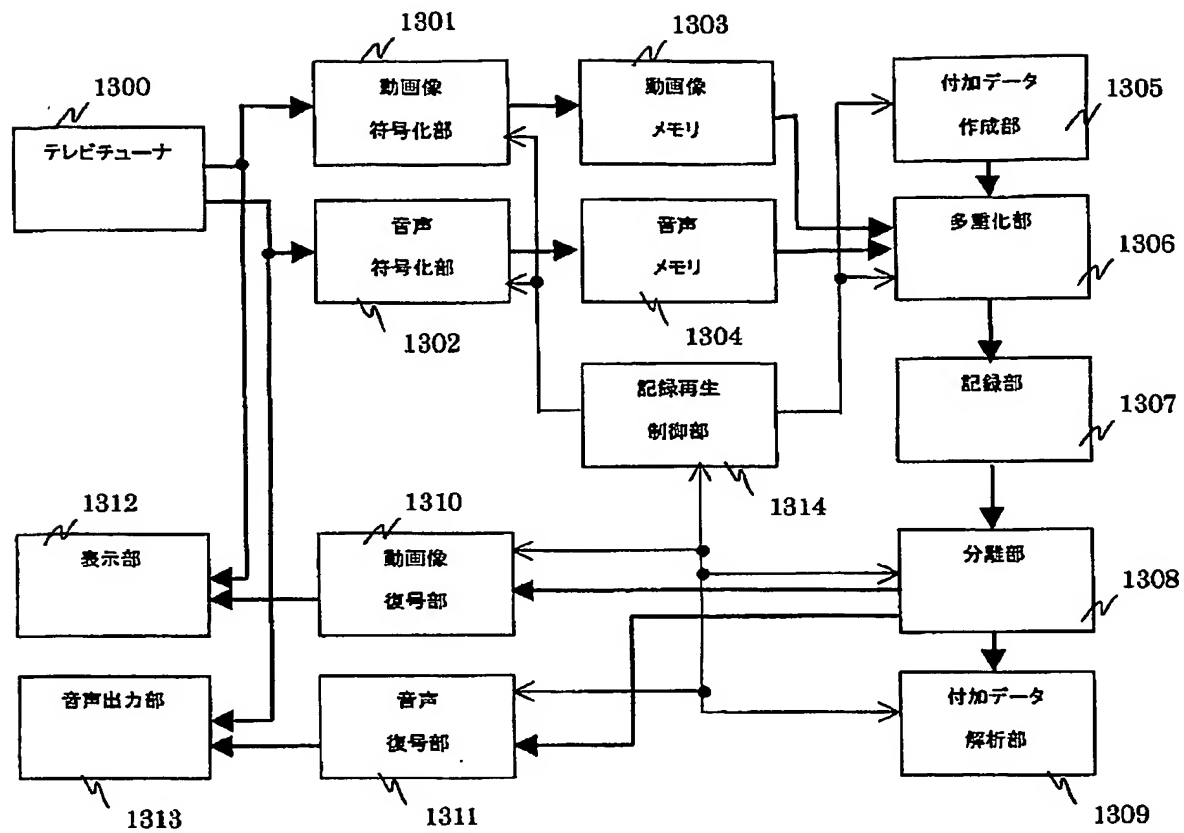 1301
1303
1300
動画像
符号化部
動画像
メモリ
付加データ
作成部
1305
テレビチューナ
音声
符号化部
音声
メモリ
多重化部
1306
1302
1304
記録再生
制御部
記録部
1307
1312
1310
1314
表示部
動画像
復号部
分離部
1308
音声出力部
音声
復号部
付加データ
解析部
1313
1311
1309